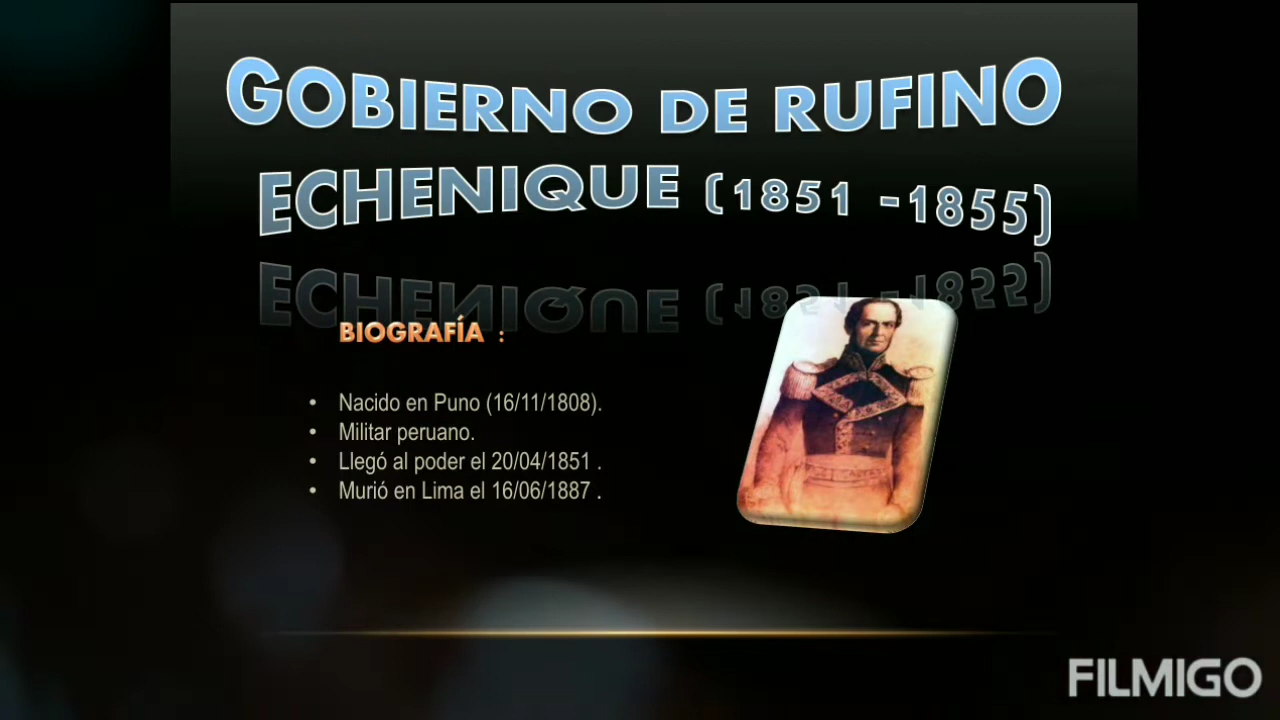 GOBIERNO DE RUFINO
ECHENIQUE (1851 -1855)
BIOGRAFÍA :
• Nacido en Puno (16/11/1808).
• Militar peruano.
• Llegó al poder el 20/04/1851 .
• Murió en Lima el 16/06/1887 .
FILMIGO